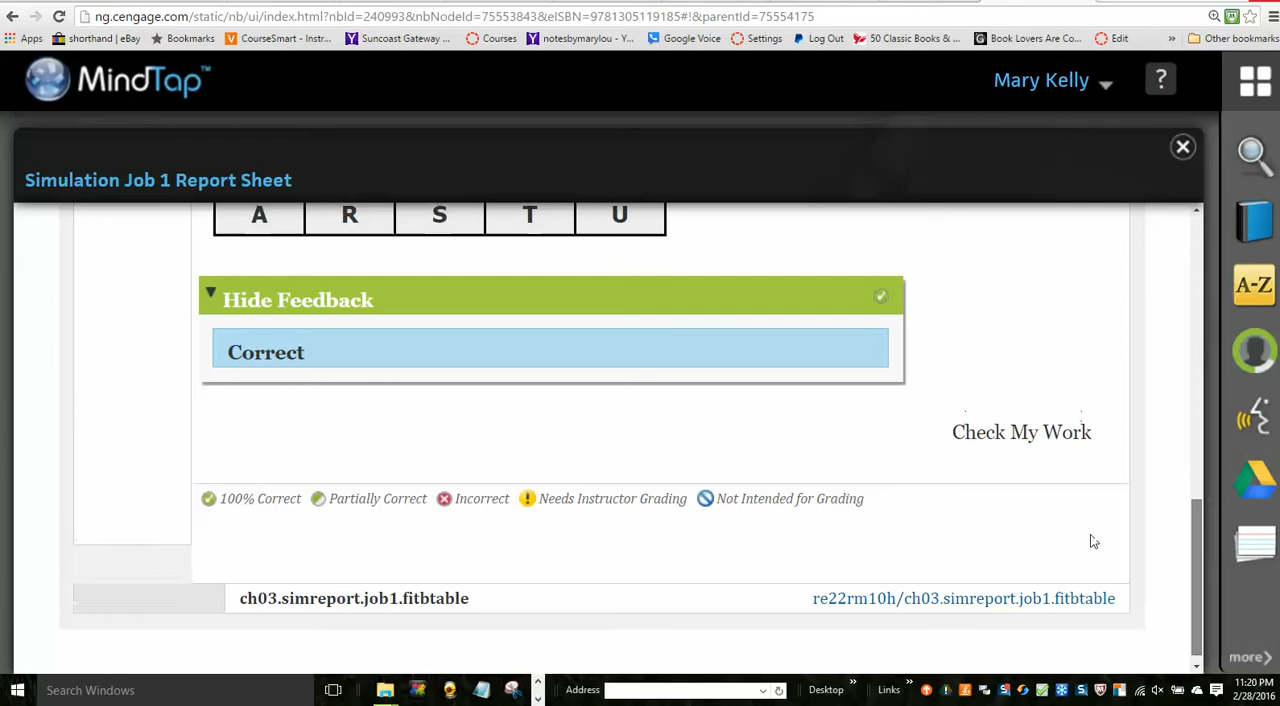 ng.cengage.com/static/nb/ui/index.html?nbId=240993&nbNodeId=75553843&eISBN=9781305119185#!&parentId=75554175
Apps shorthand | eBay Bookmarks CourseSmart - Instr... Suncoast Gateway ... Courses notesbymarylou - Y... Google Voice Settings Log Out 50 Classic Books & ... Book Lovers Are Co... Edit » Other bookmarks
MindTap™
Mary Kelly ?
Simulation Job 1 Report Sheet
A R S T U
A-Z
Hide Feedback
Correct
Check My Work
100% Correct Partially Correct Incorrect Needs Instructor Grading Not Intended for Grading
ch03.simreport.job1.fitbtable re22rm10h/ch03.simreport.job1.fitbtable
more>
Search Windows Address Desktop » Links » 11:20 PM
2/28/2016